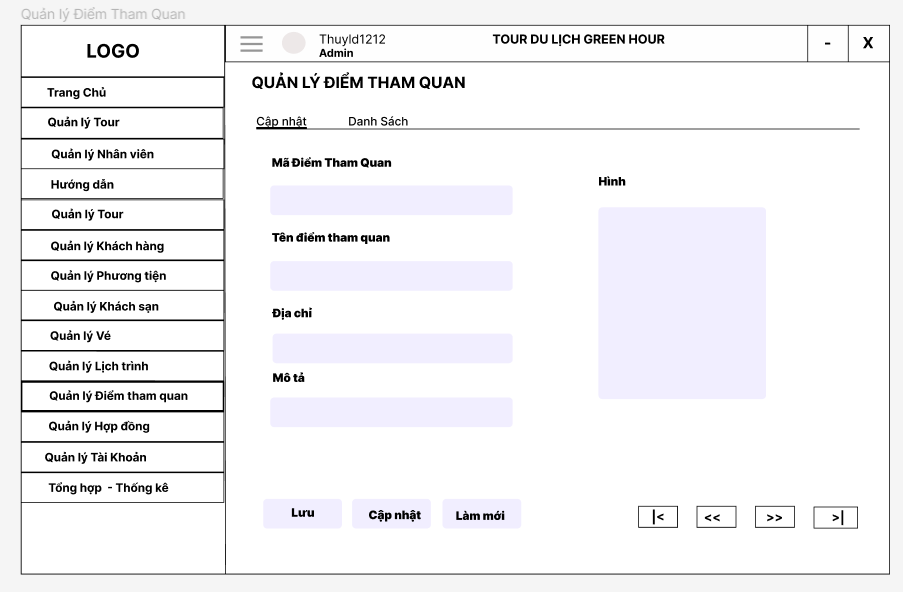 Quán lý Điểm Tham Quan
LOGO
Thuyld1212
Admin
TOUR DU LỊCH GREEN HOUR
-
X
Trang Chủ
Quản lý Tour
Quản lý Nhân viên
Hướng dẫn
Quản lý Tour
Quản lý Khách hàng
Quản lý Phương tiện
Quản lý Khách sạn
Quản lý Vé
Quản lý Lịch trình
Quản lý Điểm tham quan
Quản lý Hợp đồng
Quản lý Tài Khoản
Tổng hợp - Thống kê
QUẢN LÝ ĐIỂM THAM QUAN
Cập nhật
Danh Sách
Mã Điểm Tham Quan
Hình
Tên điểm tham quan
Địa chỉ
Mô tả
Lưu
Cập nhật
Làm mới
|<
<<
>>
>|